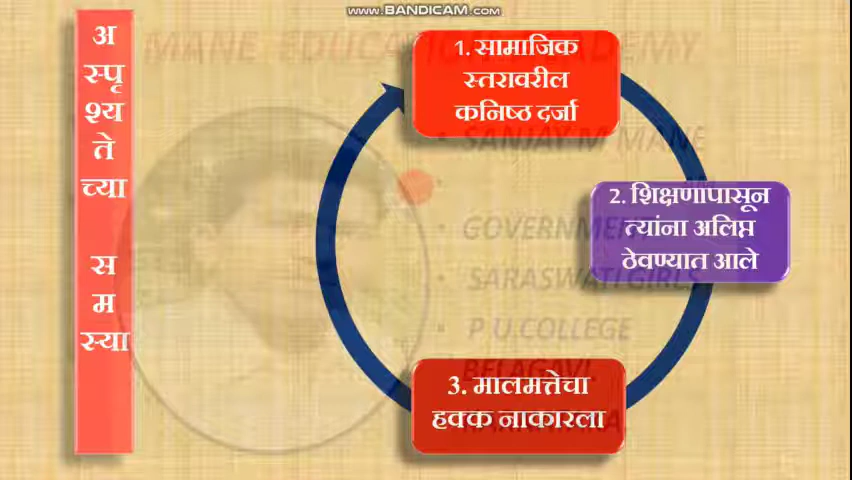 www.BANDICAM.com
MANE EDUCATION ACADEMY
अ
स्पृ
श्य
ते
च्या
स
म
स्या
1. सामाजिक
स्तरावरील
कनिष्ठ दर्जा
SANJAY M MANE
2. शिक्षणापासून
त्यांना अलिप्त
ठेवण्यात आले
GOVERNMENT
SARASWATI GIRLS
P U COLLEGE
BELAGAVI.
3. मालमत्तेचा
हक्क नाकारला